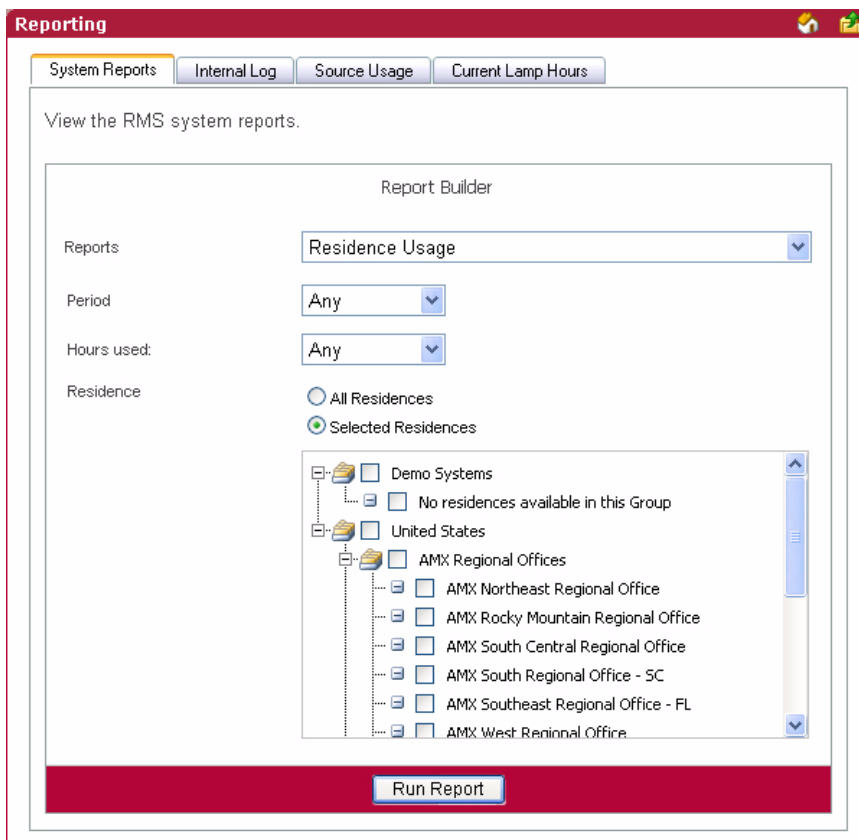 Reporting
System Reports Internal Log Source Usage Current Lamp Hours
View the RMS system reports.
Report Builder
Reports Residence Usage
Period Any
Hours used: Any
Residence All Residences
Selected Residences
Demo Systems
No residences available in this Group
United States
AMX Regional Offices
AMX Northeast Regional Office
AMX Rocky Mountain Regional Office
AMX South Central Regional Office
AMX South Regional Office - SC
AMX Southeast Regional Office - FL
AMX West Regional Office
Run Report